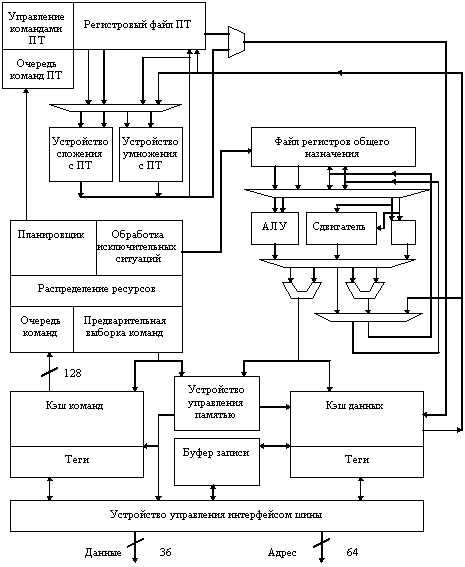 Управление
командами
ПТ
Регистровый файл ПТ
Очередь
команд ПТ
Устройство
сложения
с ПТ
Устройство
умножения
с ПТ
Файл регистров общего
назначения
АЛУ
Сдвигатель
Планировщик
Обработка
исключительных
ситуаций
Распределение ресурсов
Очередь
команд
Предварительная
выборка команд
128
Кэш команд
Теги
Устройство
управления
памятью
Буфер записи
Кэш данных
Теги
Устройство управления интерфейсом шины
Данные
36
Адрес
64